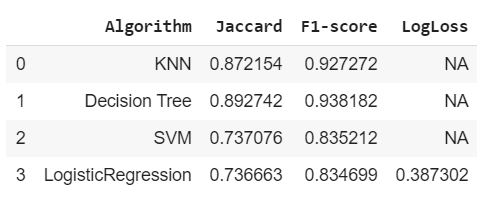 Algorithm Jaccard F1-score LogLoss
0 KNN 0.872154 0.927272 NA
1 Decision Tree 0.892742 0.938182 NA
2 SVM 0.737076 0.835212 NA
3 LogisticRegression 0.736663 0.834699 0.387302